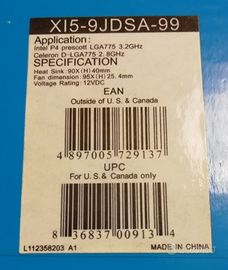 XI5-9JDSA-99
Application:
Intel P4 prescott LGA775 3.2GHz
Celeron D-LGA775 2.8GHz
SPECIFICATION
Heat Sink: 90X(H)40mm
Fan dimension: 95X(H)25.4mm
Voltage Rating: 12VDC
EAN
Outside of U.S. & Canada
4 897005 729137
UPC
For U.S. & Canada only
8 36837 00913 4
L112358203 A1
MADE IN CHINA